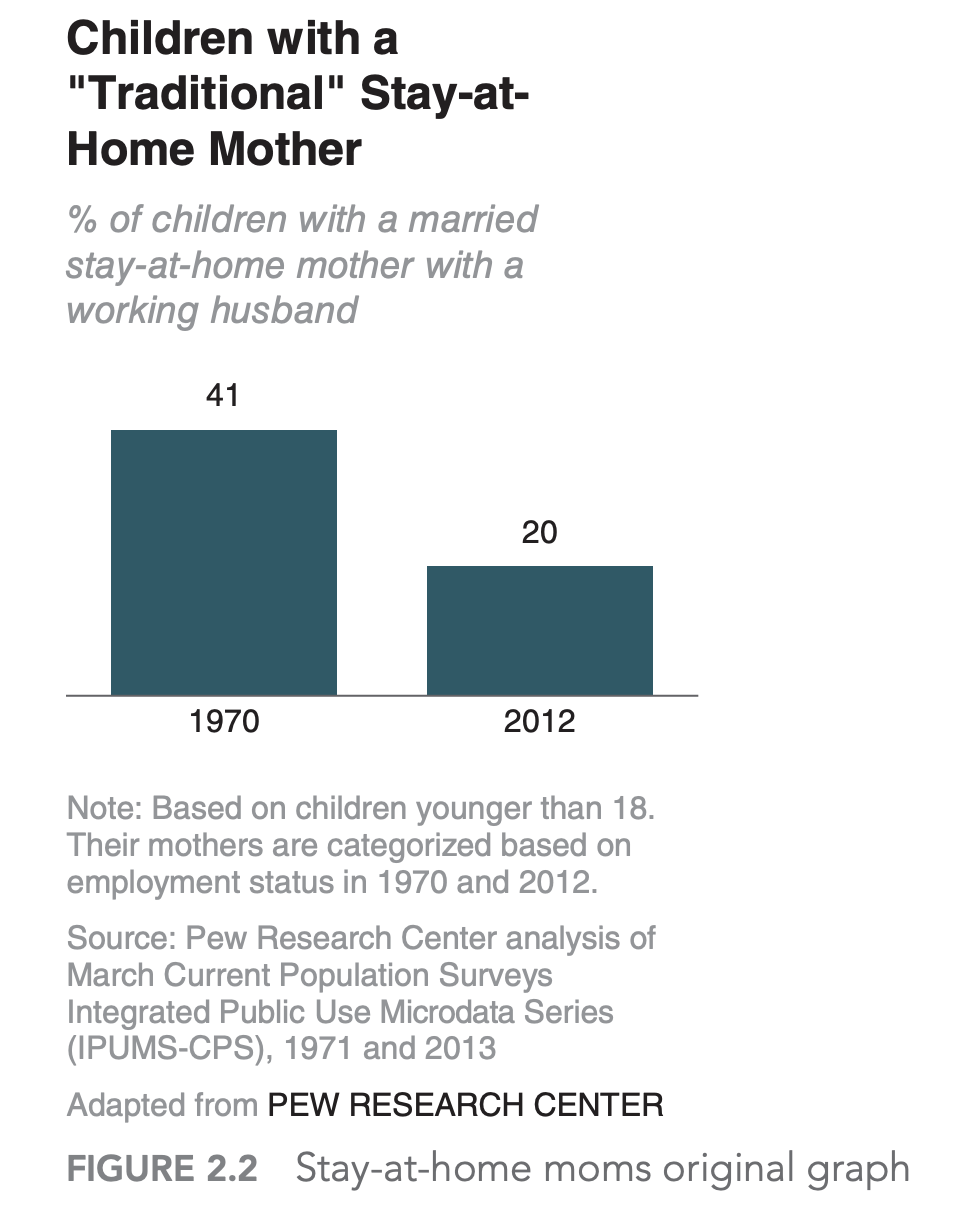 Children with a
"Traditional" Stay-at-
Home Mother
% of children with a married
stay-at-home mother with a
working husband
41
20
1970
2012
Note: Based on children younger than 18.
Their mothers are categorized based on
employment status in 1970 and 2012.
Source: Pew Research Center analysis of
March Current Population Surveys
Integrated Public Use Microdata Series
(IPUMS-CPS), 1971 and 2013
Adapted from PEW RESEARCH CENTER
FIGURE 2.2 Stay-at-home moms original graph